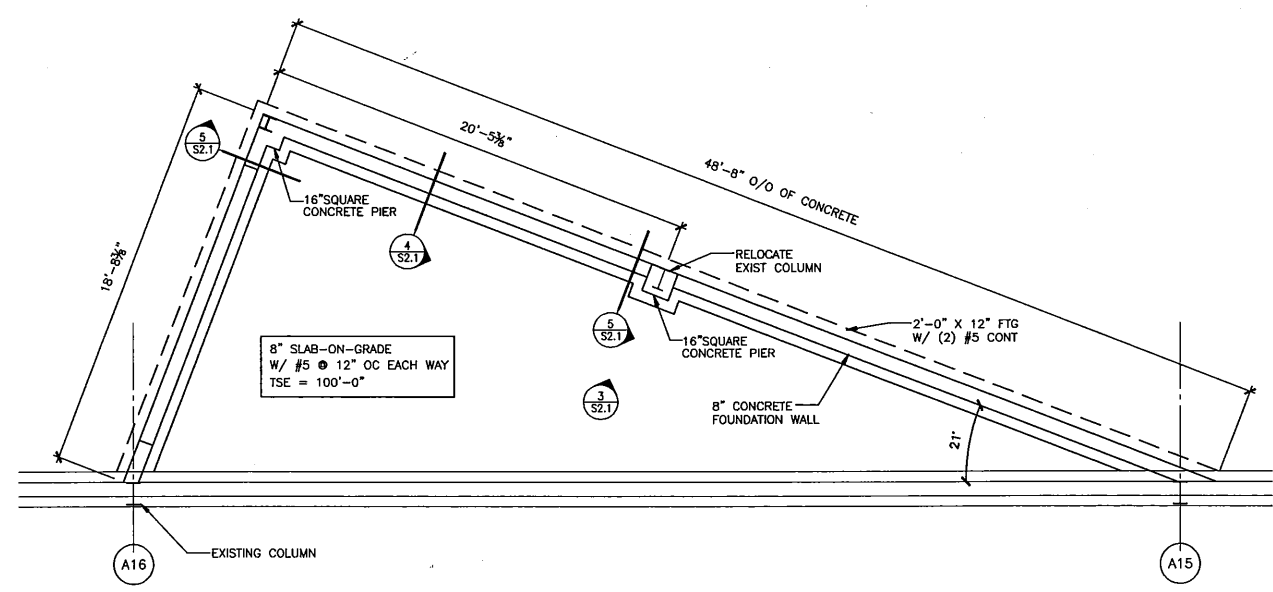 20'-5⅜"
48'-8" O/O OF CONCRETE
18'-8⅜"
5
S2.1
16"SQUARE
CONCRETE PIER
4
S2.1
RELOCATE
EXIST COLUMN
5
S2.1
16"SQUARE
CONCRETE PIER
2'-0" X 12" FTG
W/ (2) #5 CONT
8" SLAB-ON-GRADE
W/ #5 @ 12" OC EACH WAY
TSE = 100'-0"
3
S2.1
8" CONCRETE
FOUNDATION WALL
21°
EXISTING COLUMN
A16
A15